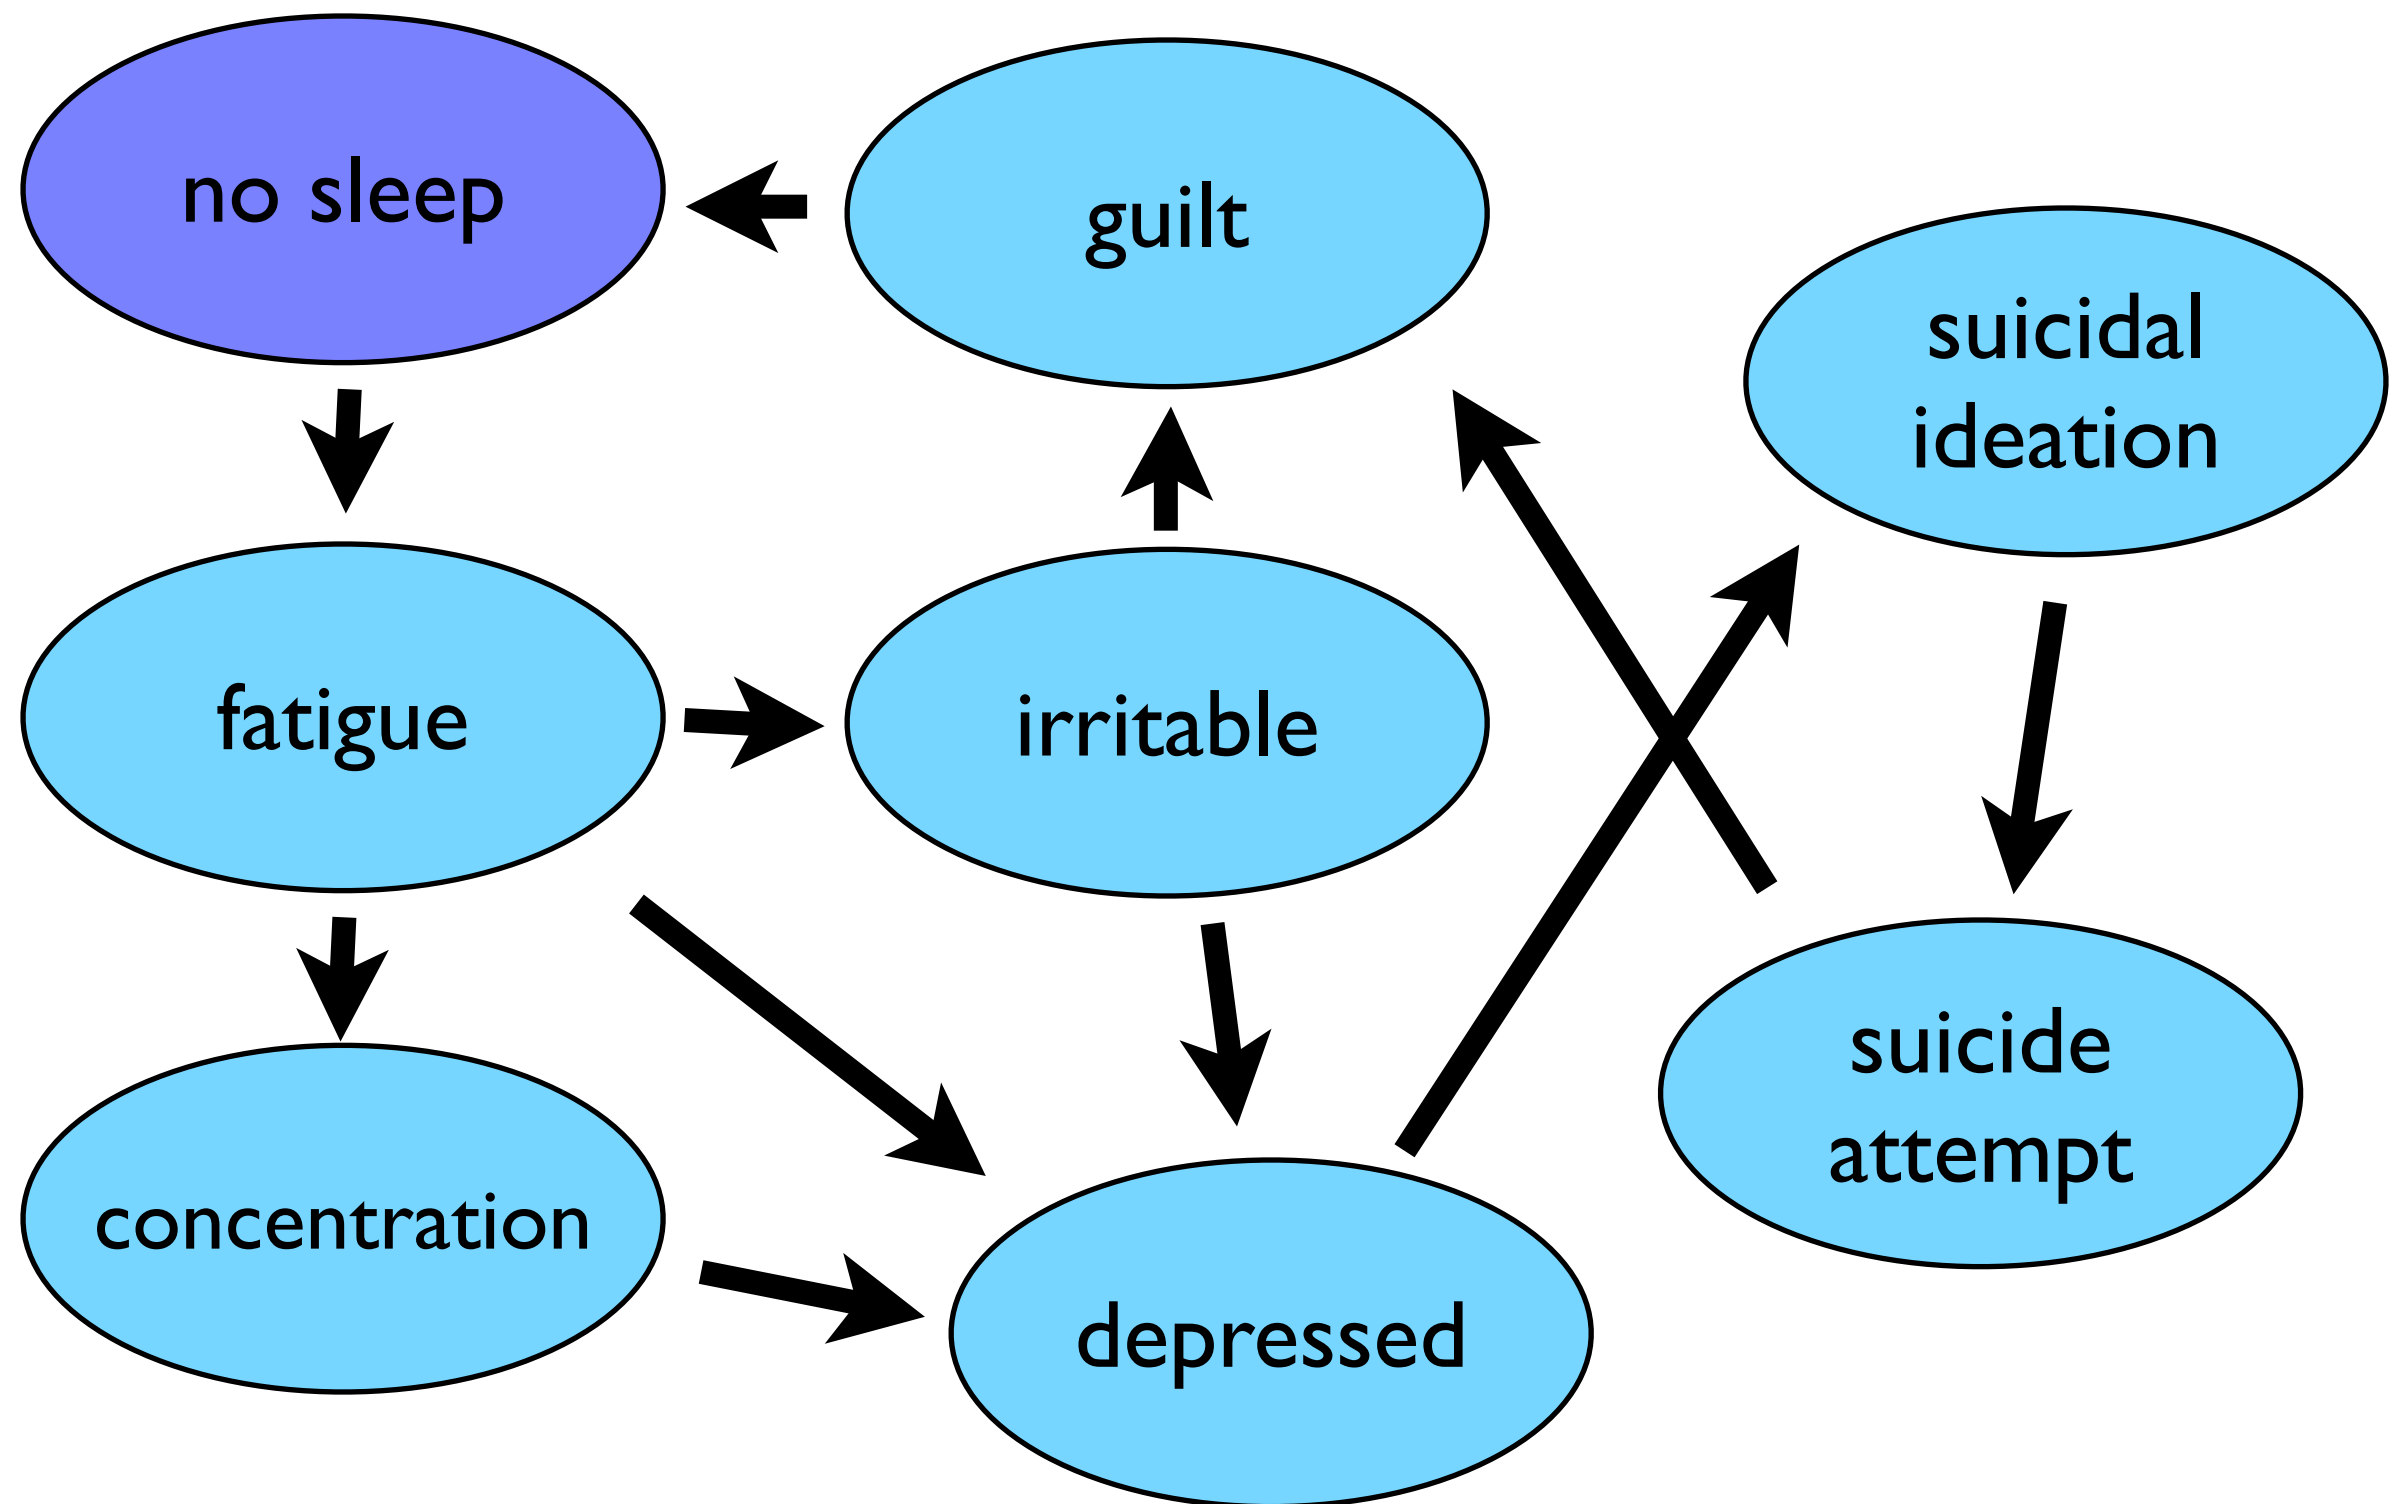 no sleep
guilt
suicidal
ideation
fatigue
irritable
suicide
attempt
concentration
depressed